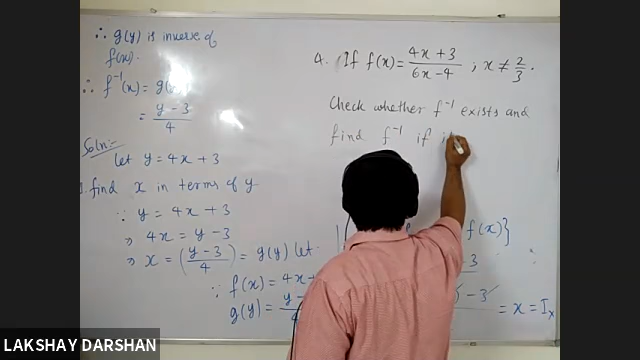 ∴ g(y) is inverse of
f(x).
∴ f⁻¹(x) = g(
= y-3/4
Soln:-
let y = 4x + 3
find x in terms of y
∵ y = 4x + 3
⇒ 4x = y-3
⇒ x = (y-3/4) = g(y) let
∵ f(x) = 4x
g(y) = y-
4. If f(x) = 4x+3/6x-4 ; x ≠ 2/3.
Check whether f⁻¹ exists and
find f⁻¹ if i
f(x)}
3
-3
= x = Iₓ
LAKSHAY DARSHAN